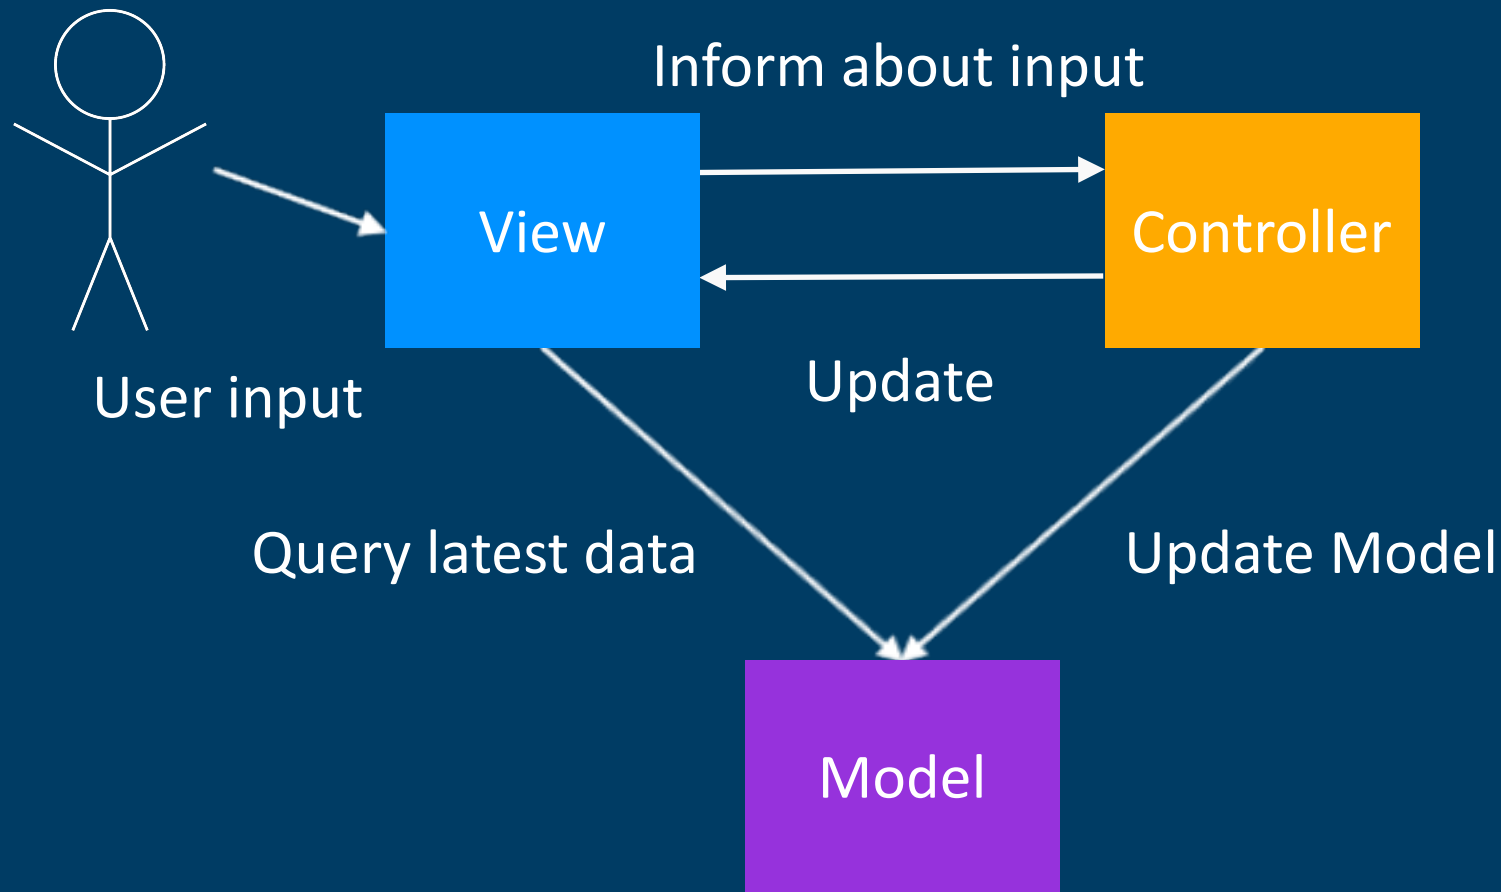 Inform about input
View
Controller
User input
Update
Query latest data
Update Model
Model